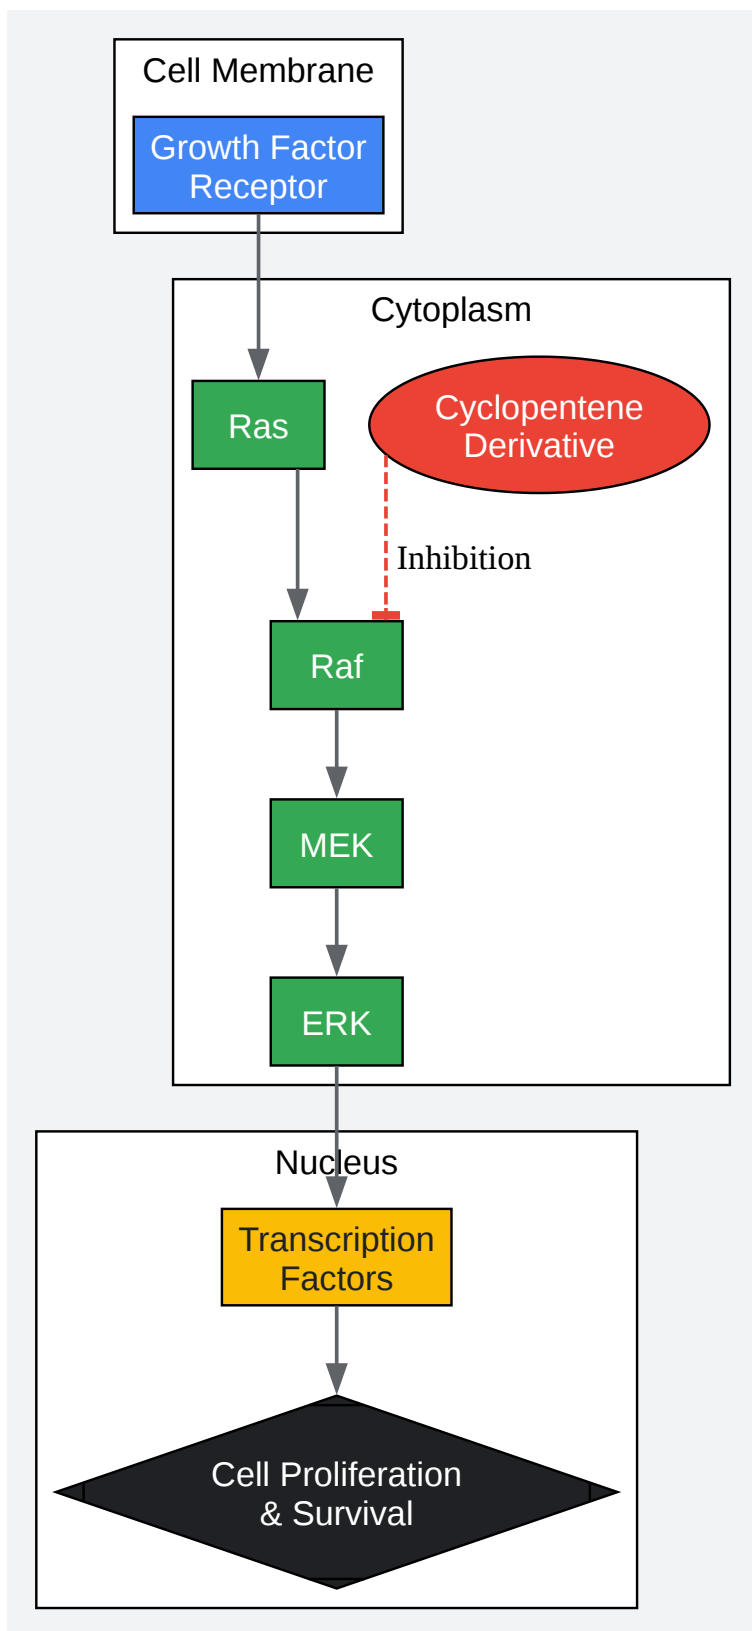 Cell Membrane
Growth Factor
Receptor
Cytoplasm
Ras
Cyclopentene
Derivative
Inhibition
Raf
MEK
ERK
Nucleus
Transcription
Factors
Cell Proliferation
& Survival